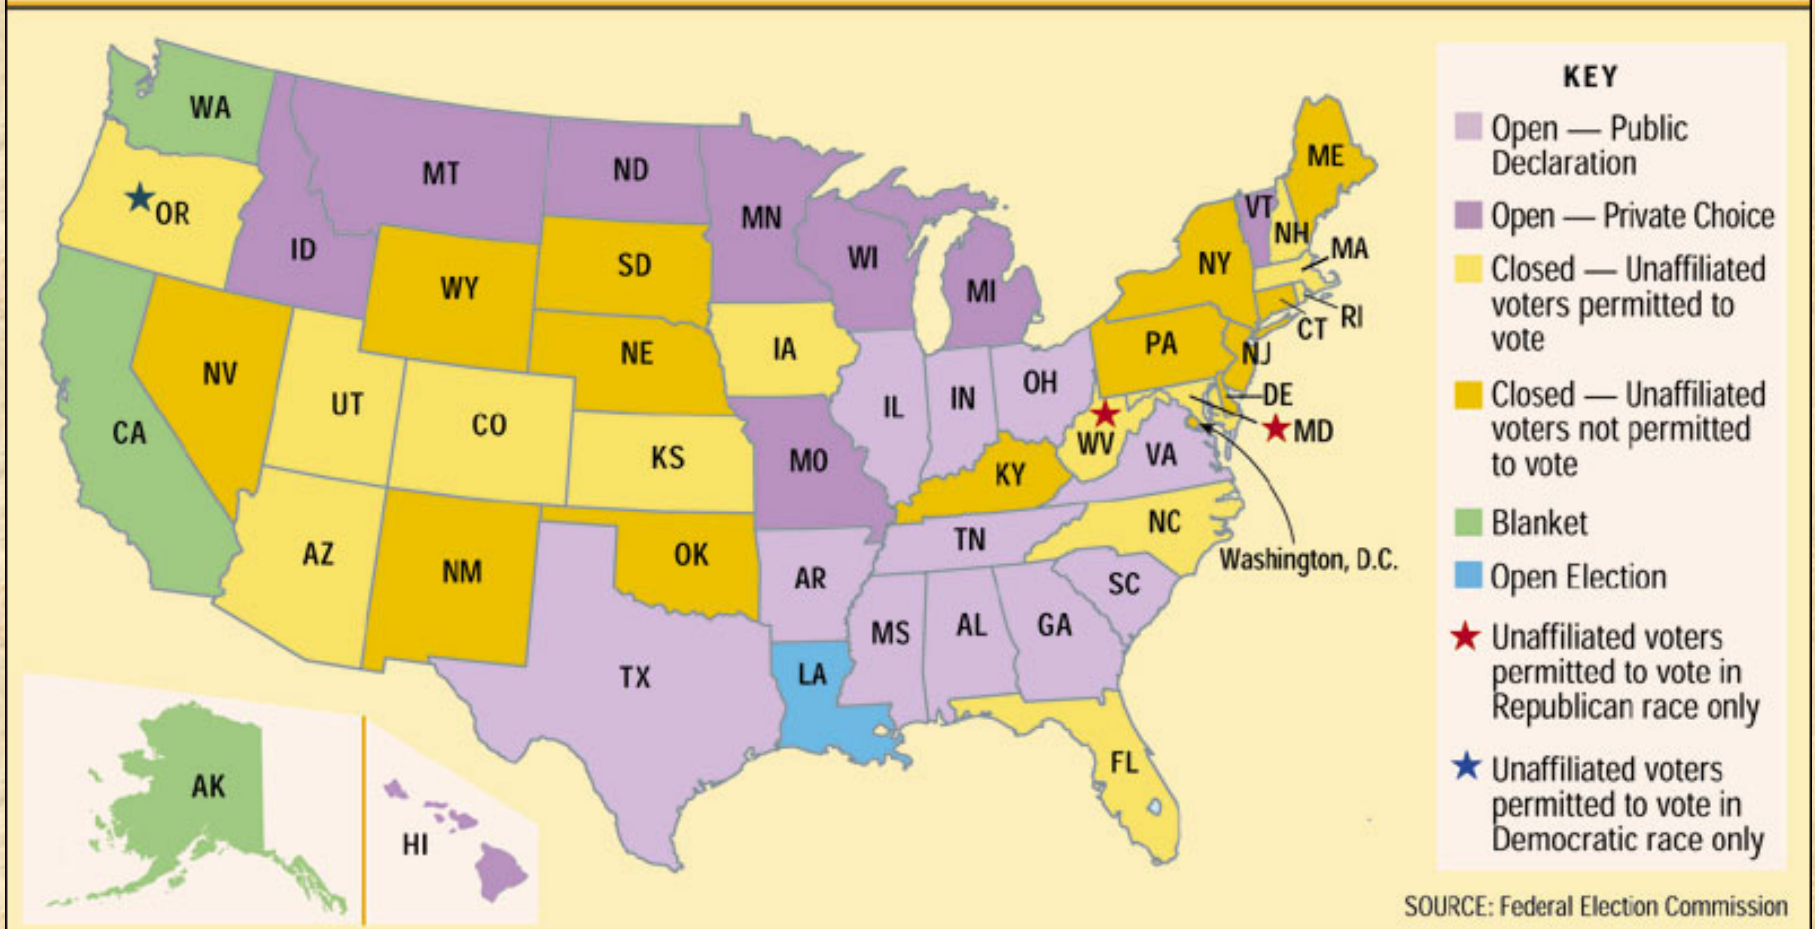 WA
MT
ND
MN
OR
ID
WY
SD
WI
MI
ME
VT
NH
MA
NY
RI
CT
NV
UT
CO
NE
IA
IL
IN
OH
PA
NJ
DE
MD
CA
KS
MO
KY
WV
VA
AZ
NM
OK
AR
TN
NC
Washington, D.C.
SC
MS
AL
GA
TX
LA
FL
AK
HI
KEY
Open — Public
Declaration
Open — Private Choice
Closed — Unaffiliated
voters permitted to
vote
Closed — Unaffiliated
voters not permitted
to vote
Blanket
Open Election
Unaffiliated voters
permitted to vote in
Republican race only
Unaffiliated voters
permitted to vote in
Democratic race only
SOURCE: Federal Election Commission